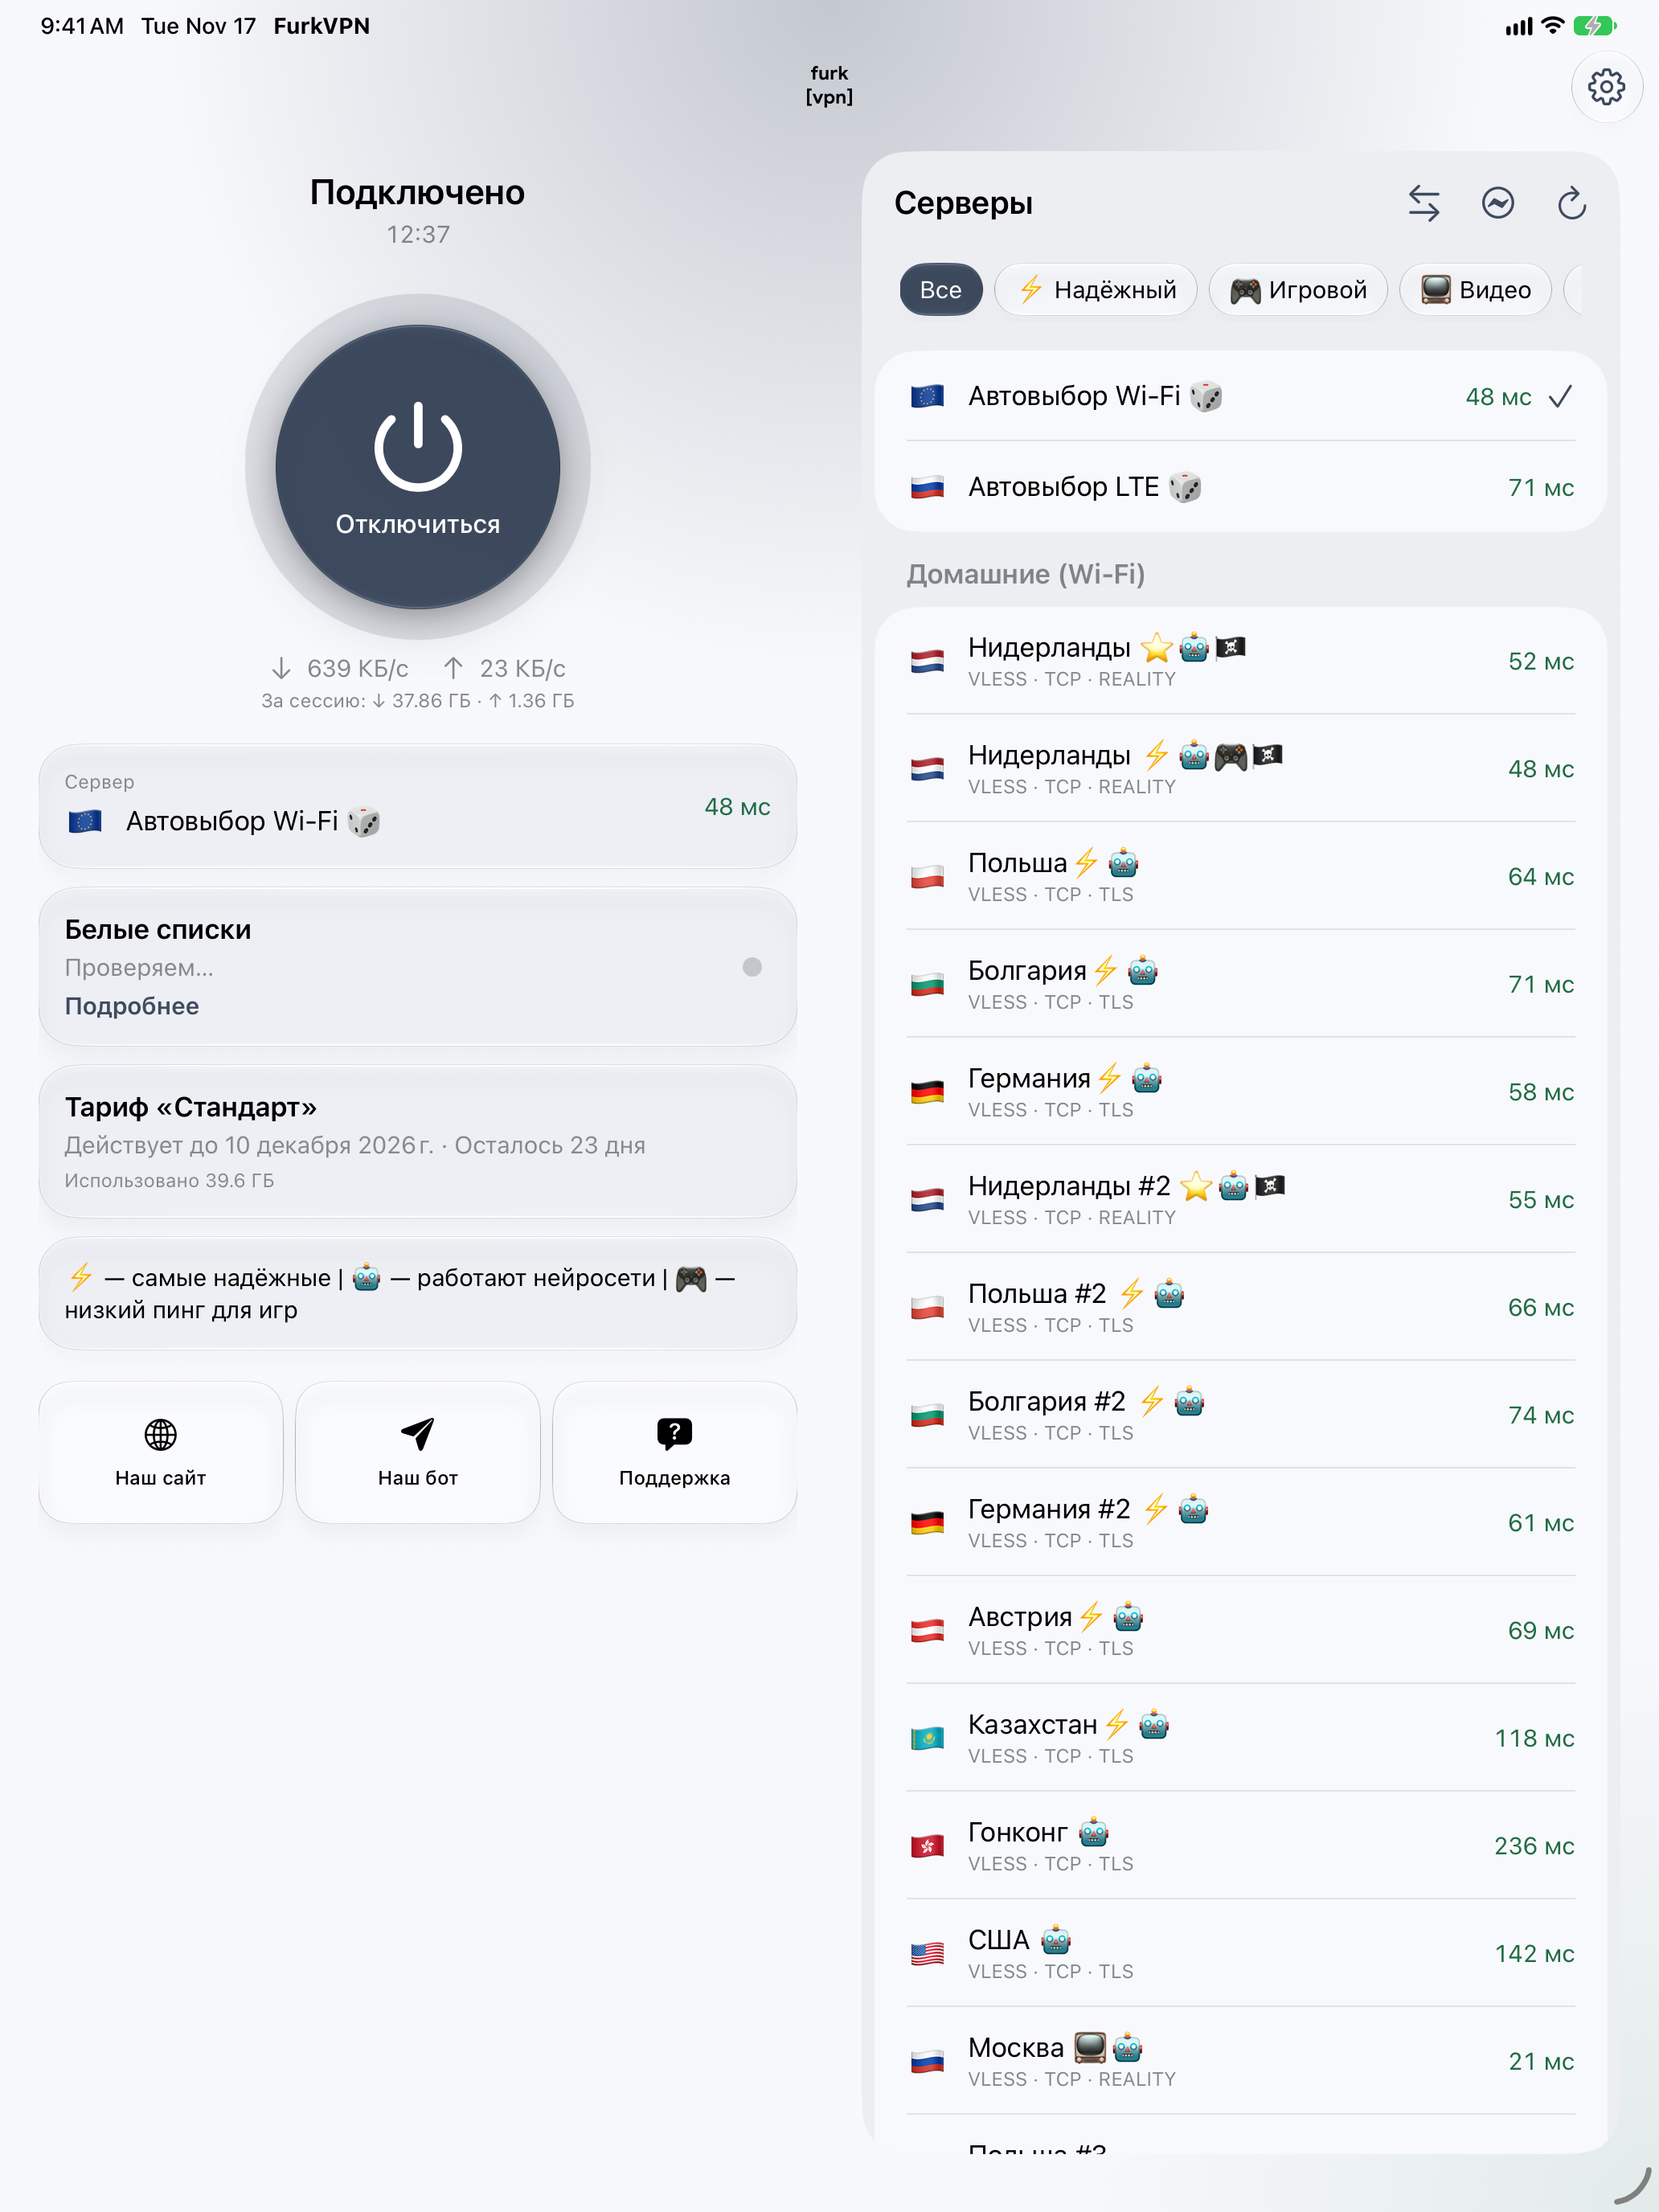 9:41 AM Tue Nov 17 FurkVPN
furk
[vpn]
Подключено
12:37
Отключиться
↓ 639 КБ/с ↑ 23 КБ/с
За сессию: ↓ 37.86 ГБ · ↑ 1.36 ГБ
Сервер
🇪🇺 Автовыбор Wi-Fi 🎲
48 мс
Белые списки
Проверяем...
Подробнее
Тариф «Стандарт»
Действует до 10 декабря 2026 г. · Осталось 23 дня
Использовано 39.6 ГБ
⚡ — самые надёжные | 🤖 — работают нейросети | 🎮 —
низкий пинг для игр
Наш сайт
Наш бот
Поддержка
Серверы
Все
⚡ Надёжный
🎮 Игровой
📺 Видео
🇪🇺 Автовыбор Wi-Fi 🎲 48 мс
🇷🇺 Автовыбор LTE 🎲 71 мс
Домашние (Wi-Fi)
🇳🇱 Нидерланды ⭐🤖🏴‍☠️ 52 мс
VLESS · TCP · REALITY
🇳🇱 Нидерланды ⚡🤖🎮🏴‍☠️ 48 мс
VLESS · TCP · REALITY
🇵🇱 Польша⚡🤖 64 мс
VLESS · TCP · TLS
🇧🇬 Болгария⚡🤖 71 мс
VLESS · TCP · TLS
🇩🇪 Германия⚡🤖 58 мс
VLESS · TCP · TLS
🇳🇱 Нидерланды #2 ⭐🤖🏴‍☠️ 55 мс
VLESS · TCP · REALITY
🇵🇱 Польша #2 ⚡🤖 66 мс
VLESS · TCP · TLS
🇧🇬 Болгария #2 ⚡🤖 74 мс
VLESS · TCP · TLS
🇩🇪 Германия #2 ⚡🤖 61 мс
VLESS · TCP · TLS
🇦🇹 Австрия⚡🤖 69 мс
VLESS · TCP · TLS
🇰🇿 Казахстан⚡🤖 118 мс
VLESS · TCP · TLS
🇭🇰 Гонконг 🤖 236 мс
VLESS · TCP · TLS
🇺🇸 США 🤖 142 мс
VLESS · TCP · TLS
🇷🇺 Москва 📺🤖 21 мс
VLESS · TCP · REALITY
Польша #3